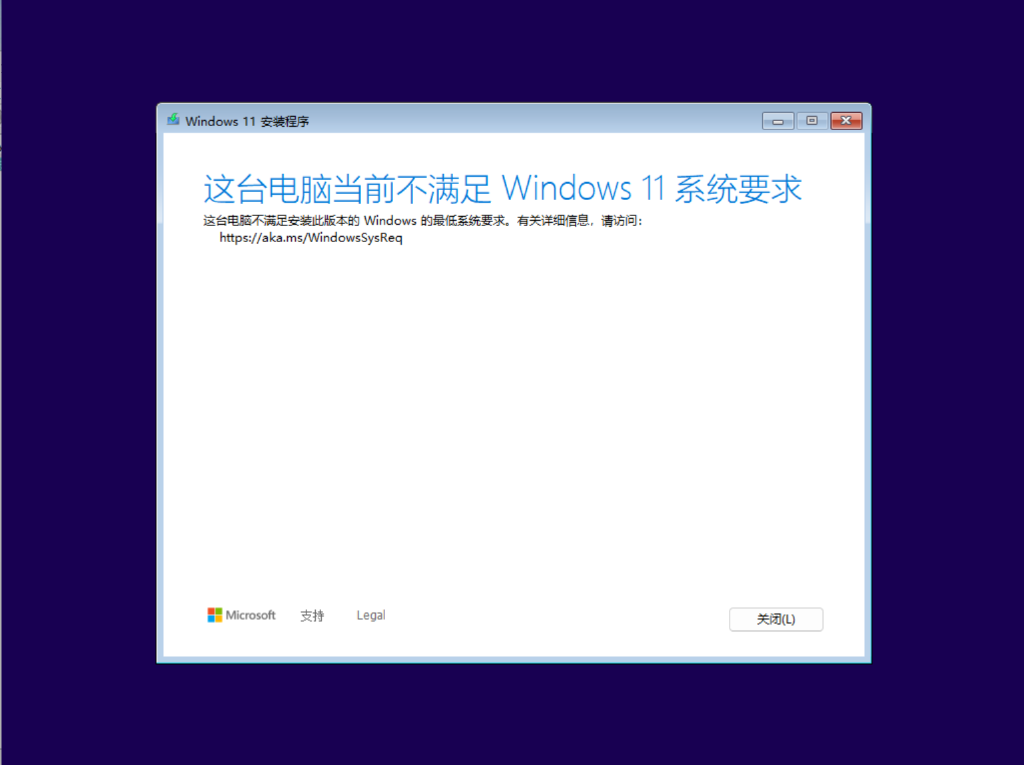 Windows 11 安装程序
这台电脑当前不满足 Windows 11 系统要求
这台电脑不满足安装此版本的 Windows 的最低系统要求。有关详细信息，请访问：
https://aka.ms/WindowsSysReq
Microsoft 支持 Legal 关闭(L)